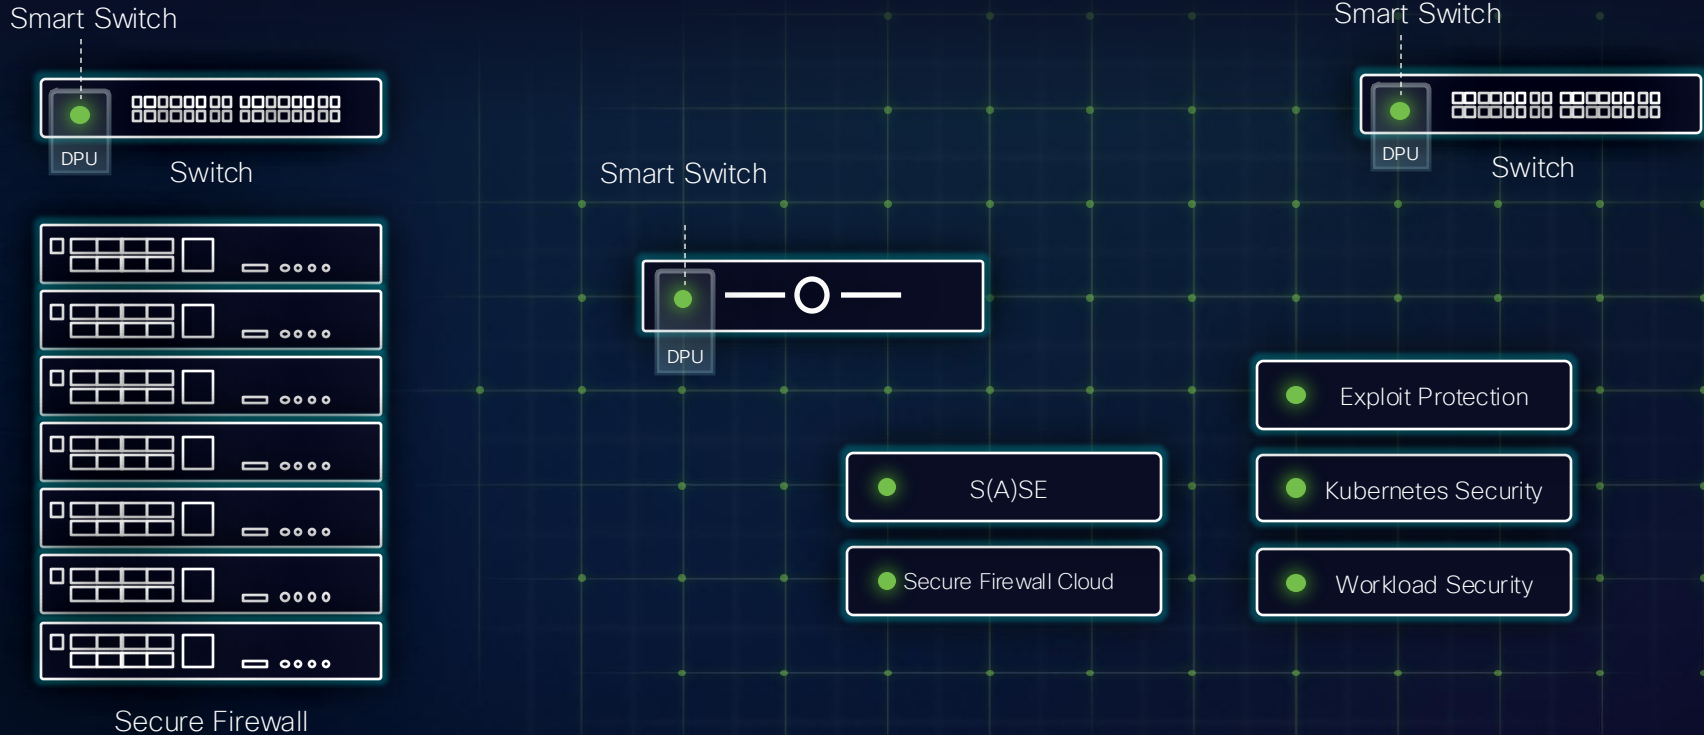 Smart Switch
DPU
Switch
Secure Firewall
Smart Switch
DPU
S(A)SE
Secure Firewall Cloud
Smart Switch
DPU
Switch
Exploit Protection
Kubernetes Security
Workload Security